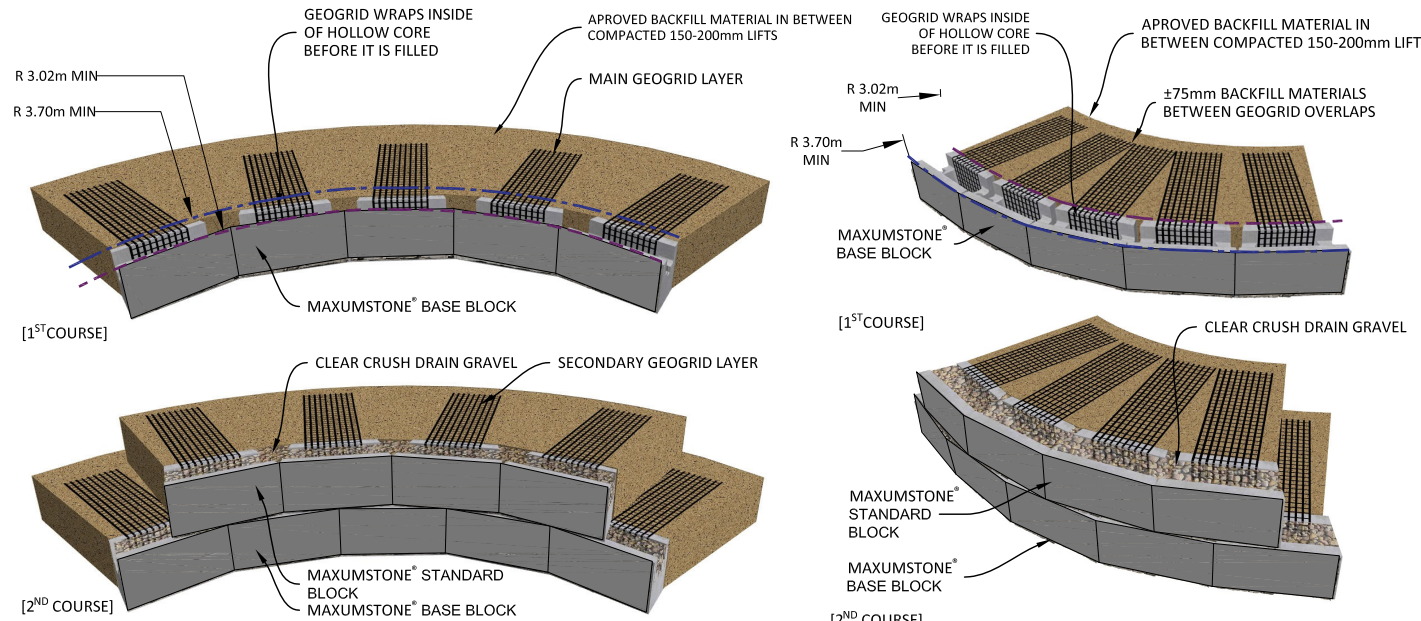 GEOGRID WRAPS INSIDE
OF HOLLOW CORE
BEFORE IT IS FILLED
APROVED BACKFILL MATERIAL IN BETWEEN
COMPACTED 150-200mm LIFTS
R 3.02m MIN
MAIN GEOGRID LAYER
R 3.70m MIN
MAXUMSTONE® BASE BLOCK
[1ST COURSE]
CLEAR CRUSH DRAIN GRAVEL
SECONDARY GEOGRID LAYER
MAXUMSTONE® STANDARD
BLOCK
MAXUMSTONE® BASE BLOCK
[2ND COURSE]
GEOGRID WRAPS INSIDE
OF HOLLOW CORE
BEFORE IT IS FILLED
APROVED BACKFILL MATERIAL IN
BETWEEN COMPACTED 150-200mm LIFT
R 3.02m
MIN
±75mm BACKFILL MATERIALS
BETWEEN GEOGRID OVERLAPS
R 3.70m
MIN
MAXUMSTONE®
BASE BLOCK
[1ST COURSE]
CLEAR CRUSH DRAIN GRAVEL
MAXUMSTONE®
STANDARD
BLOCK
MAXUMSTONE®
BASE BLOCK
[2ND COURSE]